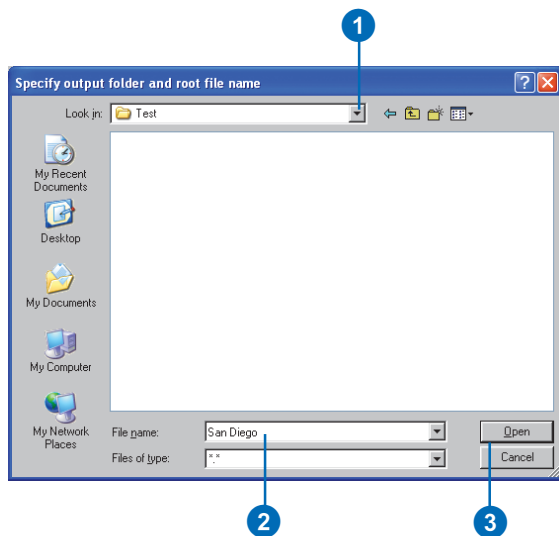 1
Specify output folder and root file name
Look in: Test
My Recent
Documents
Desktop
My Documents
My Computer
My Network
Places
File name: San Diego Open
Files of type: *.* Cancel
2 3